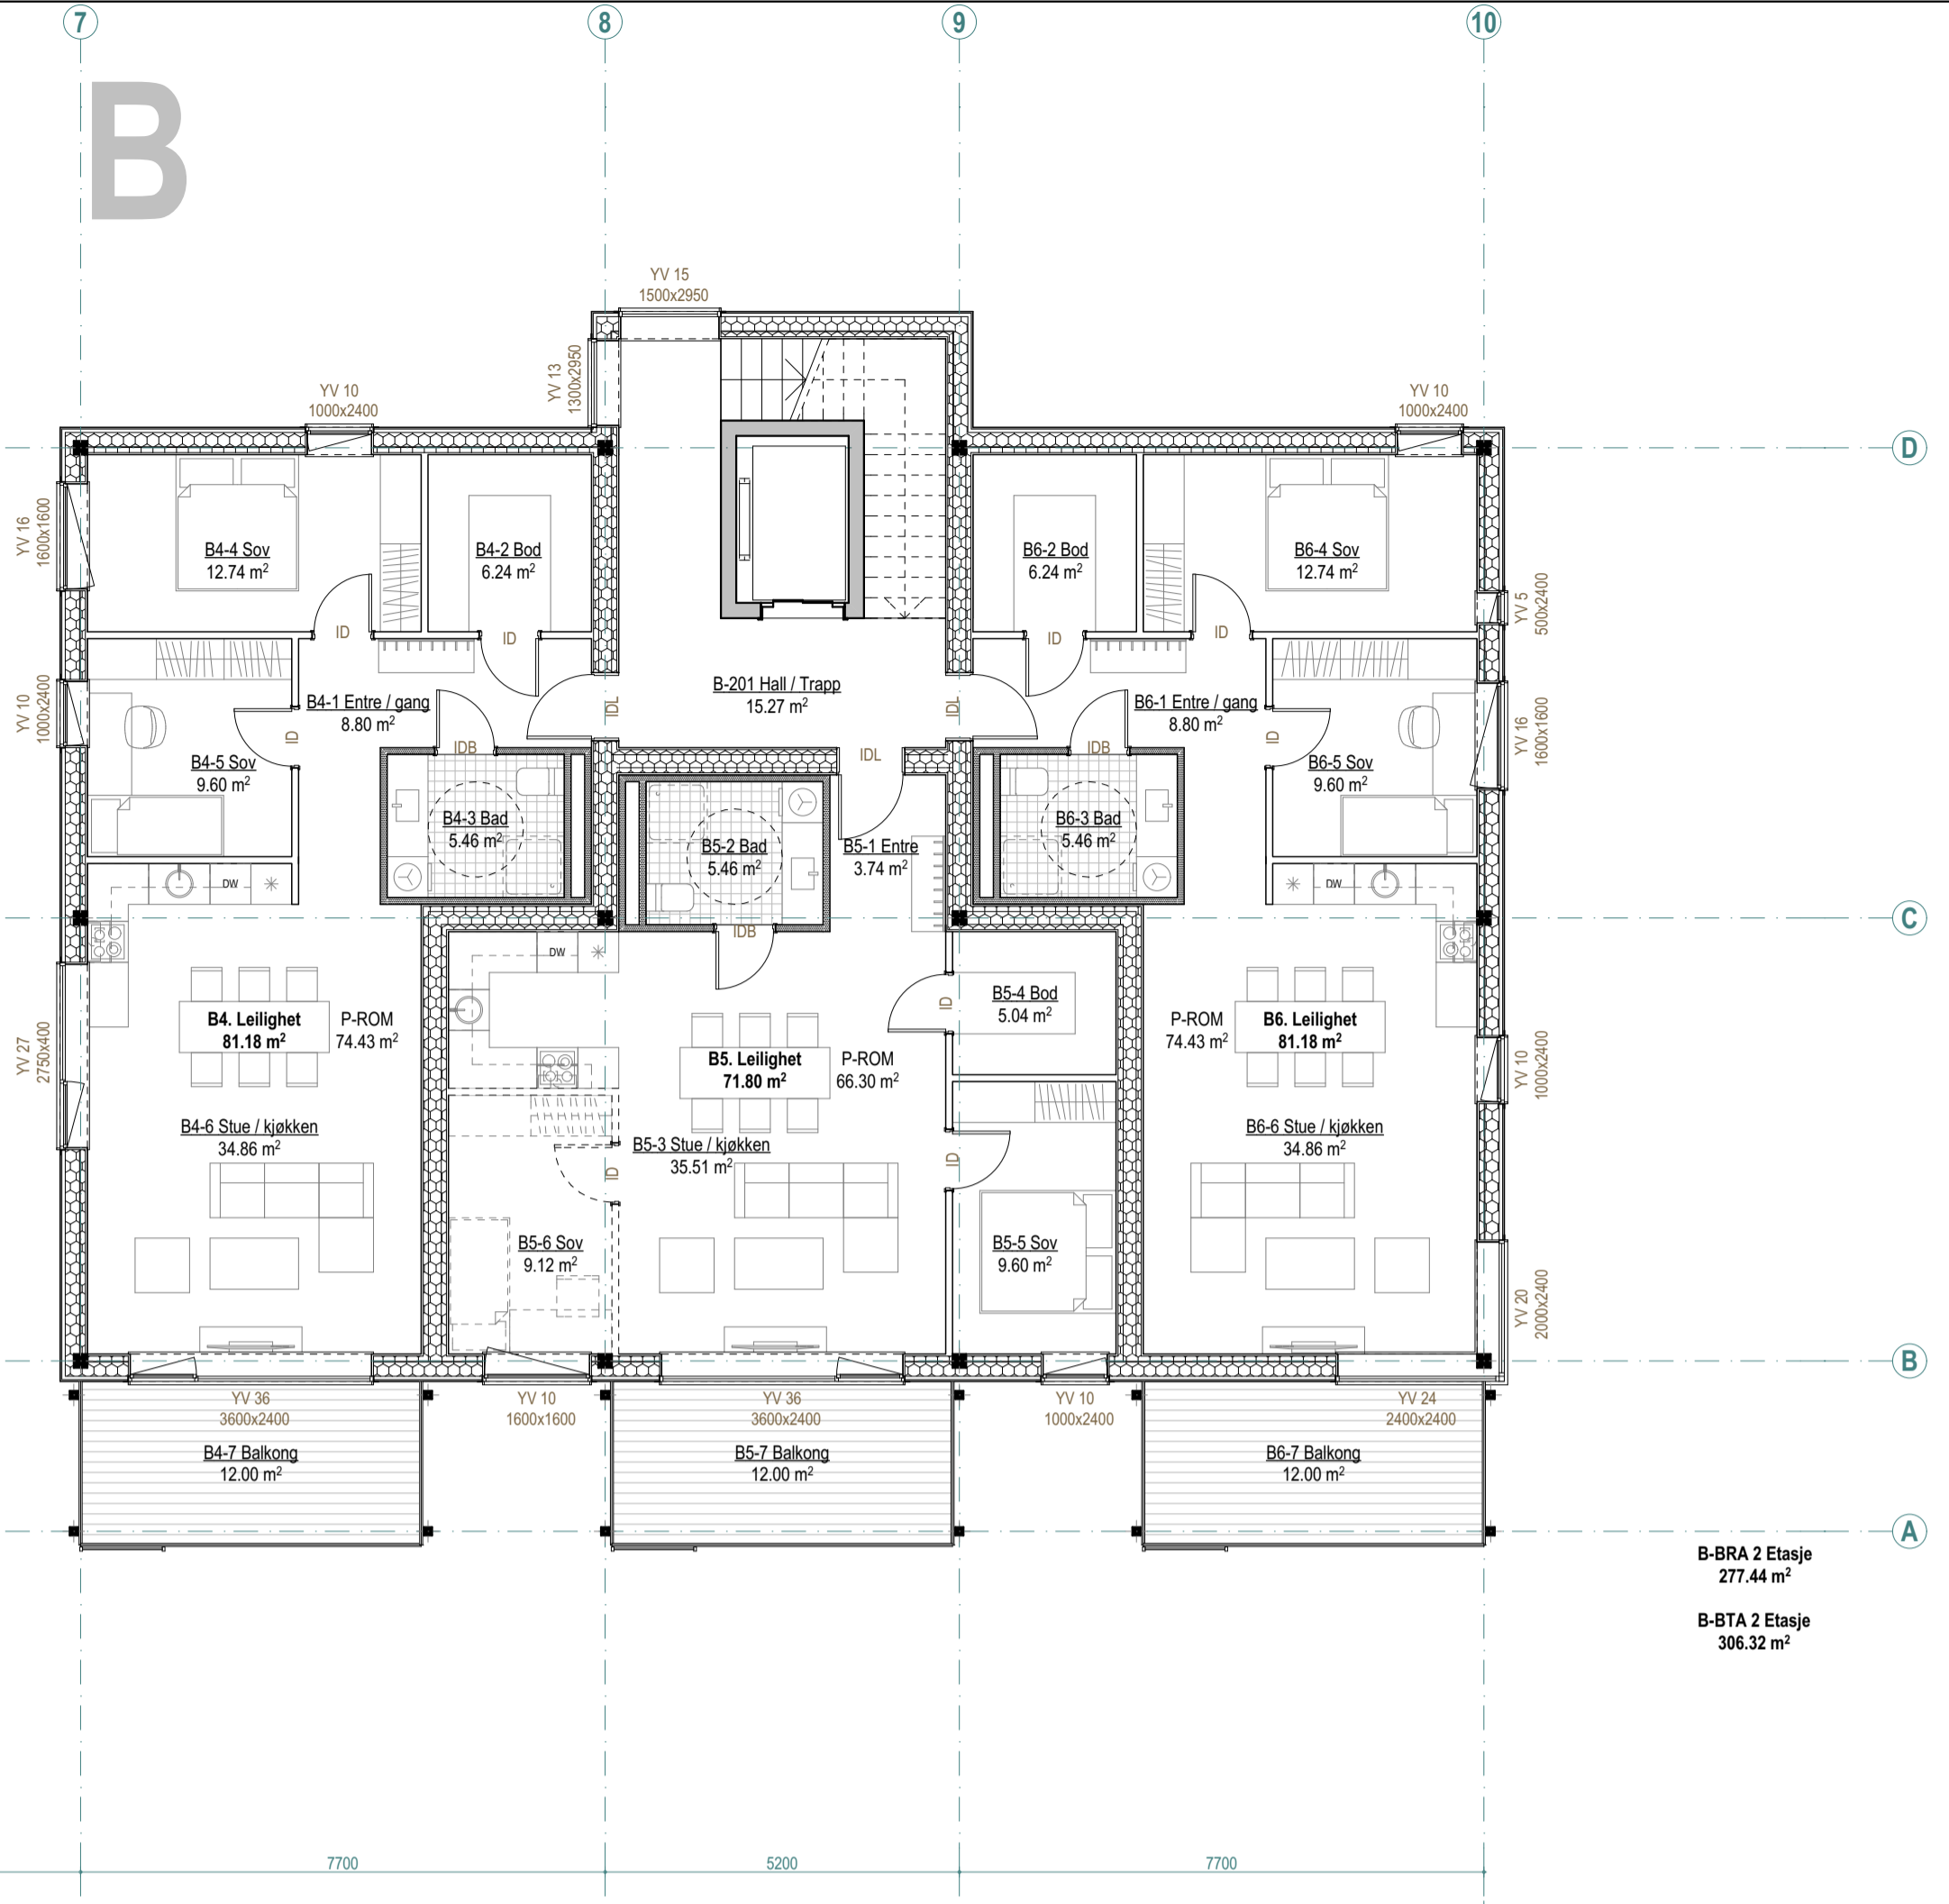 7
8
9
10
B
YV 15
1500x2950
YV 13
1300x2950
YV 10
1000x2400
YV 10
1000x2400
D
YV 16
1600x1600
B4-4 Sov
12.74 m²
B4-2 Bod
6.24 m²
B6-2 Bod
6.24 m²
B6-4 Sov
12.74 m²
YV 5
500x2400
ID
ID
ID
ID
B-201 Hall / Trapp
15.27 m²
YV 10
1000x2400
B4-1 Entre / gang
8.80 m²
IDL
IDL
B6-1 Entre / gang
8.80 m²
YV 16
1600x1600
ID
ID
IDB
IDL
IDB
B4-5 Sov
9.60 m²
B6-5 Sov
9.60 m²
B4-3 Bad
5.46 m²
B5-2 Bad
5.46 m²
B5-1 Entre
3.74 m²
B6-3 Bad
5.46 m²
DW
DW
C
IDB
DW
B4. Leilighet
81.18 m²
P-ROM
74.43 m²
B5-4 Bod
5.04 m²
ID
P-ROM
74.43 m²
B6. Leilighet
81.18 m²
YV 27
2750x400
B5. Leilighet
71.80 m²
P-ROM
66.30 m²
YV 10
1000x2400
B4-6 Stue / kjøkken
34.86 m²
B5-3 Stue / kjøkken
35.51 m²
B6-6 Stue / kjøkken
34.86 m²
ID
ID
B5-6 Sov
9.12 m²
B5-5 Sov
9.60 m²
YV 20
2000x2400
B
YV 36
3600x2400
YV 10
1600x1600
YV 36
3600x2400
YV 10
1000x2400
YV 24
2400x2400
B4-7 Balkong
12.00 m²
B5-7 Balkong
12.00 m²
B6-7 Balkong
12.00 m²
A
B-BRA 2 Etasje
277.44 m²
B-BTA 2 Etasje
306.32 m²
7700
5200
7700